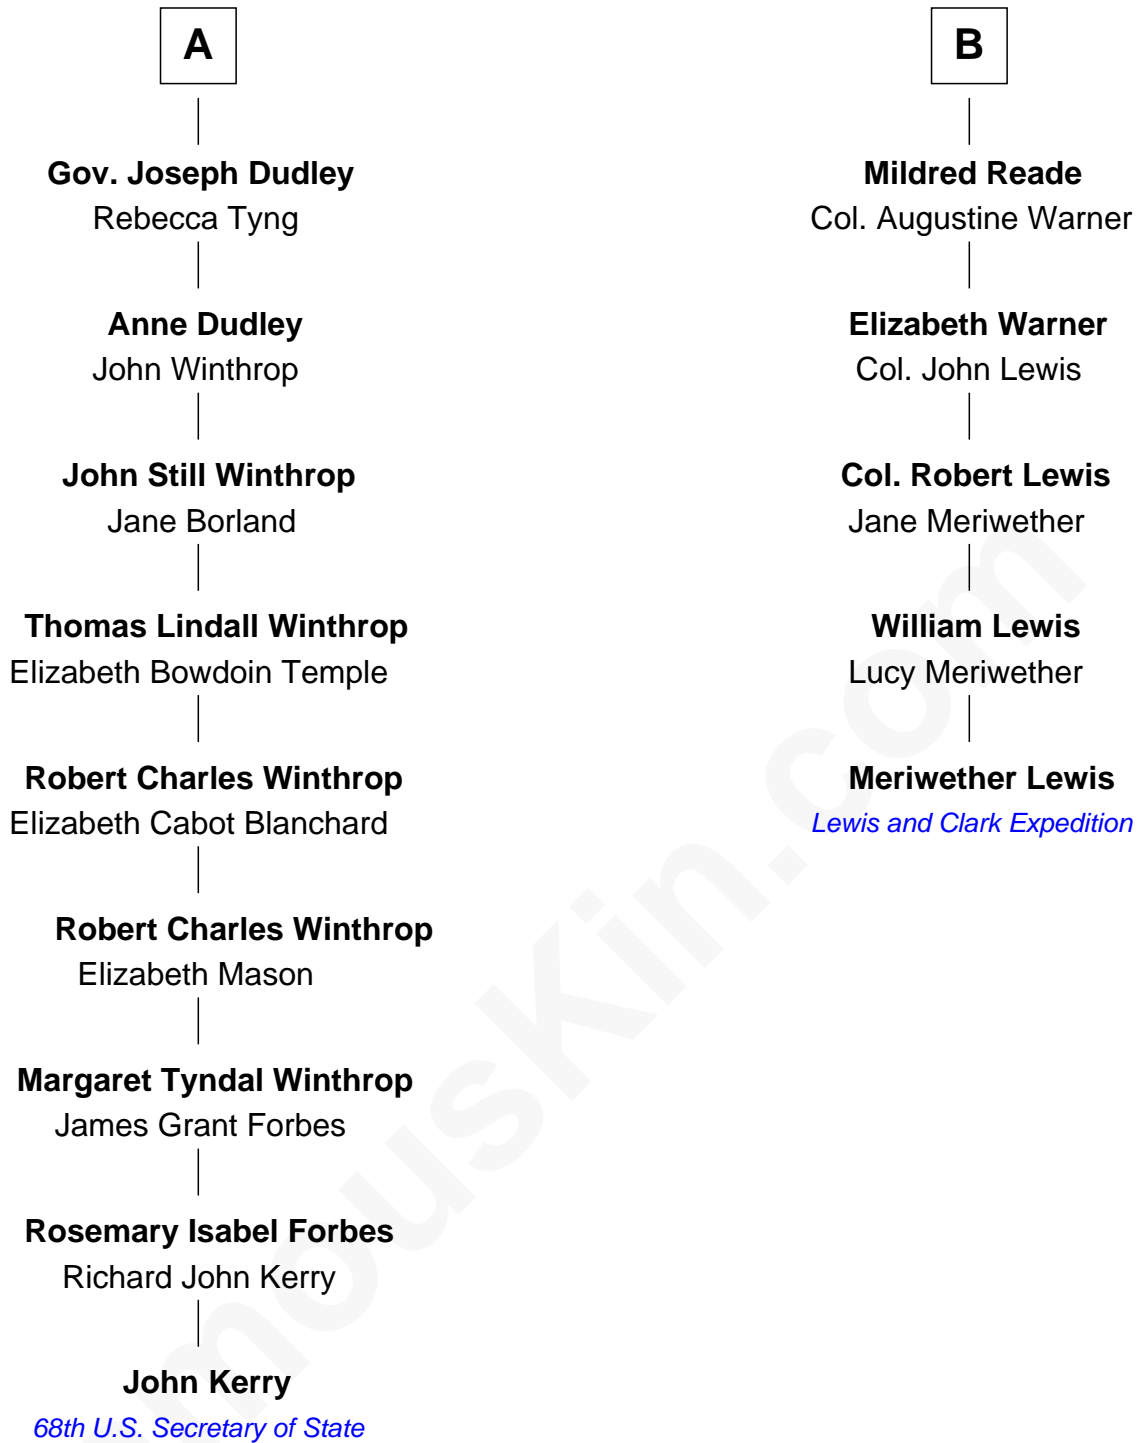 A
Gov. Joseph Dudley
Rebecca Tyng
Anne Dudley
John Winthrop
John Still Winthrop
Jane Borland
Thomas Lindall Winthrop
Elizabeth Bowdoin Temple
Robert Charles Winthrop
Elizabeth Cabot Blanchard
Robert Charles Winthrop
Elizabeth Mason
Margaret Tyndal Winthrop
James Grant Forbes
Rosemary Isabel Forbes
Richard John Kerry
John Kerry
68th U.S. Secretary of State
B
Mildred Reade
Col. Augustine Warner
Elizabeth Warner
Col. John Lewis
Col. Robert Lewis
Jane Meriwether
William Lewis
Lucy Meriwether
Meriwether Lewis
Lewis and Clark Expedition
mousKin.com